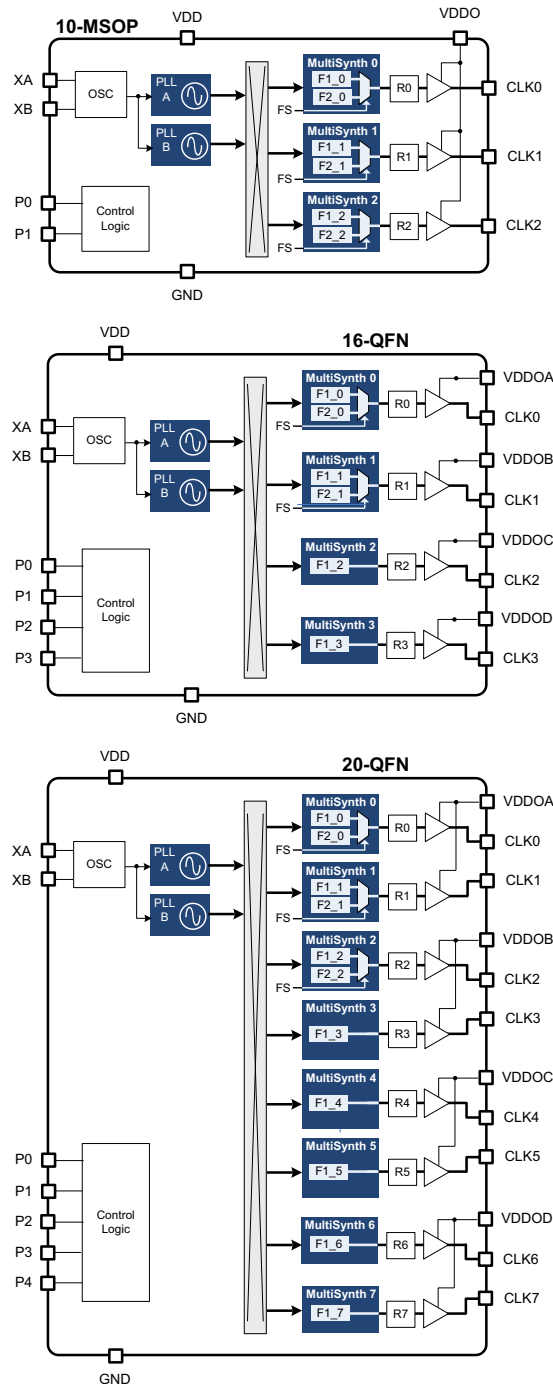 10-MSOP
VDD
VDDO
XA
XB
OSC
PLL
A
PLL
B
P0
P1
Control
Logic
MultiSynth 0
F1_0
F2_0
FS
R0
CLK0
MultiSynth 1
F1_1
F2_1
FS
R1
CLK1
MultiSynth 2
F1_2
F2_2
FS
R2
CLK2
GND
16-QFN
VDD
XA
XB
OSC
PLL
A
PLL
B
P0
P1
P2
P3
Control
Logic
MultiSynth 0
F1_0
F2_0
FS
R0
VDDOA
CLK0
MultiSynth 1
F1_1
F2_1
FS
R1
VDDOB
CLK1
MultiSynth 2
F1_2
R2
VDDOC
CLK2
MultiSynth 3
F1_3
R3
VDDOD
CLK3
GND
20-QFN
VDD
XA
XB
OSC
PLL
A
PLL
B
P0
P1
P2
P3
P4
Control
Logic
MultiSynth 0
F1_0
F2_0
FS
R0
VDDOA
CLK0
MultiSynth 1
F1_1
F2_1
FS
R1
CLK1
MultiSynth 2
F1_2
F2_2
FS
R2
VDDOB
CLK2
MultiSynth 3
F1_3
R3
CLK3
MultiSynth 4
F1_4
R4
VDDOC
CLK4
MultiSynth 5
F1_5
R5
CLK5
MultiSynth 6
F1_6
R6
VDDOD
CLK6
MultiSynth 7
F1_7
R7
CLK7
GND